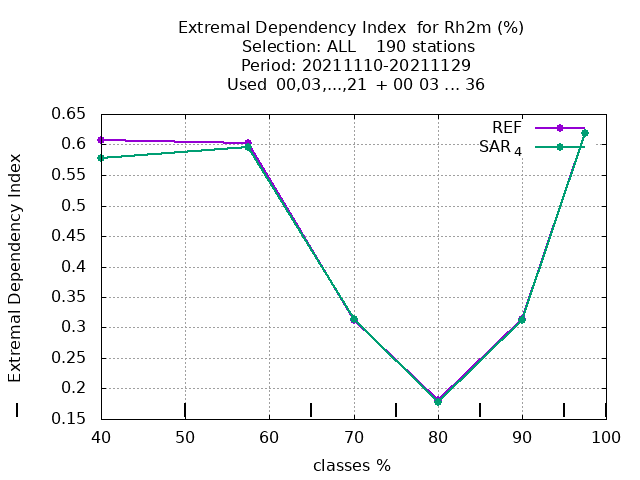 Extremal Dependency Index  for Rh2m (%)
Selection: ALL    190 stations
Period: 20211110-20211129
Used  00,03,...,21  + 00 03 ... 36
REF
SAR 4
0.65
0.6
0.55
0.5
0.45
0.4
0.35
0.3
0.25
0.2
0.15
Extremal Dependency Index
40 50 60 70 80 90 100
classes %